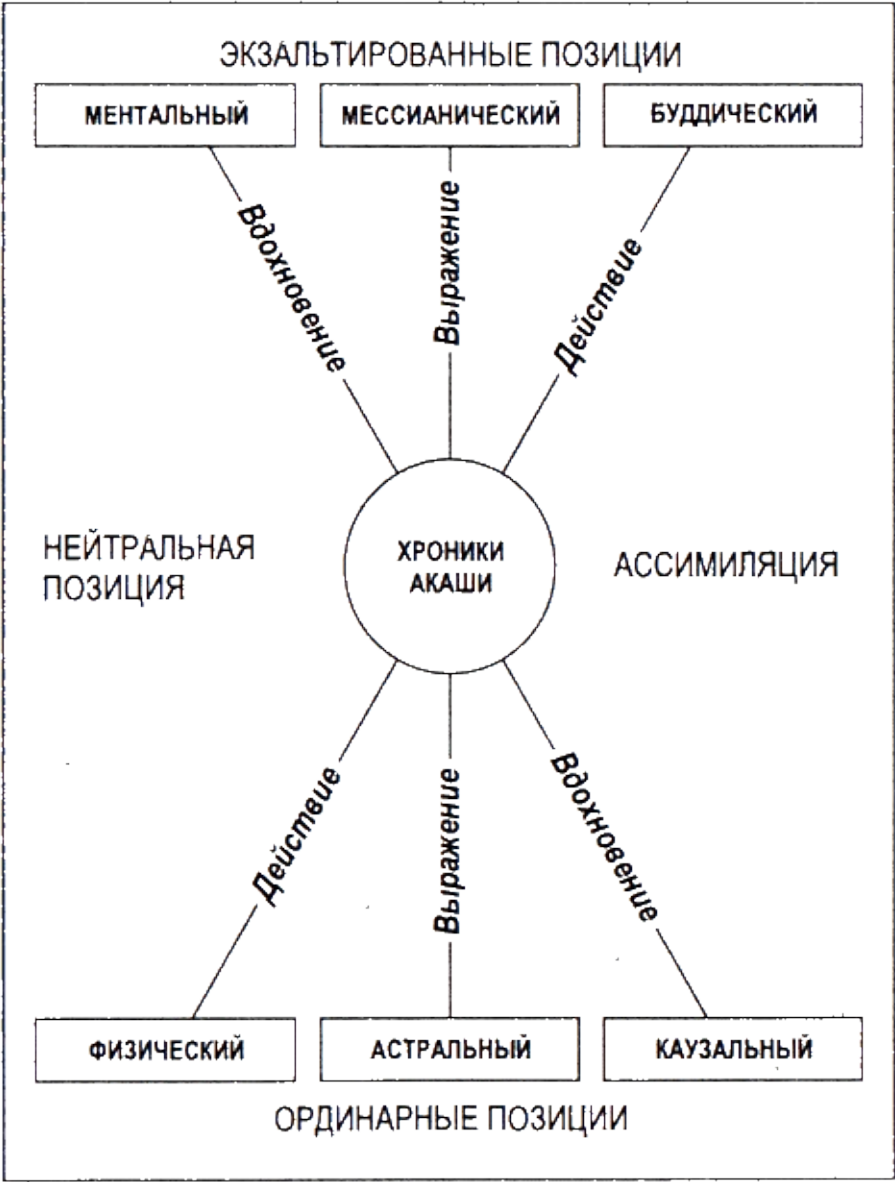 ЭКЗАЛЬТИРОВАННЫЕ ПОЗИЦИИ
МЕНТАЛЬНЫЙ
МЕССИАНИЧЕСКИЙ
БУДДИЧЕСКИЙ
Вдохновение
Выражение
Действие
НЕЙТРАЛЬНАЯ
ПОЗИЦИЯ
ХРОНИКИ
АКАШИ
АССИМИЛЯЦИЯ
Действие
Выражение
Вдохновение
ФИЗИЧЕСКИЙ
АСТРАЛЬНЫЙ
КАУЗАЛЬНЫЙ
ОРДИНАРНЫЕ ПОЗИЦИИ